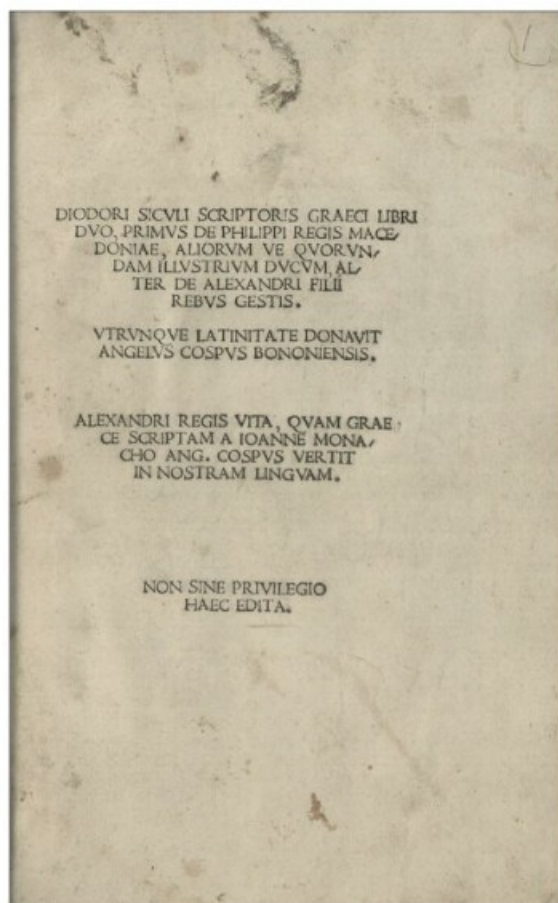 DIODORI SICVLI SCRIPTORIS GRAECI LIBRI
DVO, PRIMVS DE PHILIPPI REGIS MACE/
DONIAE, ALIORVM VE QVORVN/
DAM ILLVSTRIVM DVCVM, AL/
TER DE ALEXANDRI FILII
REBVS GESTIS.
VTRVNQVE LATINITATE DONAVIT
ANGELVS COSPVS BONONIENSIS.
ALEXANDRI REGIS VITA, QVAM GRAE
CE SCRIPTAM A IOANNE MONA/
CHO ANG. COSPVS VERTIT
IN NOSTRAM LINGVAM.
NON SINE PRIVILEGIO
HAEC EDITA.